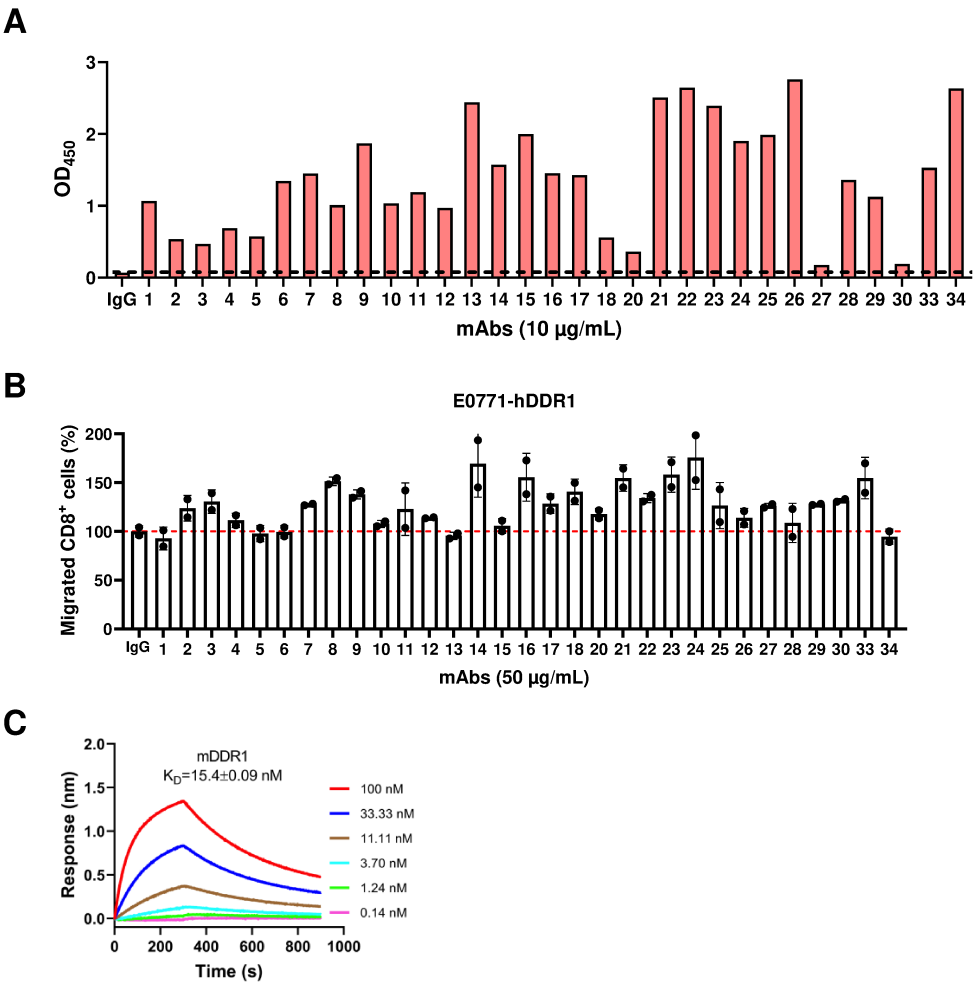 A
3
2
1
0
OD450
IgG 1 2 3 4 5 6 7 8 9 10 11 12 13 14 15 16 17 18 20 21 22 23 24 25 26 27 28 29 30 33 34
mAbs (10 µg/mL)
B
E0771-hDDR1
200
150
100
50
0
Migrated CD8+ cells (%)
IgG 1 2 3 4 5 6 7 8 9 10 11 12 13 14 15 16 17 18 20 21 22 23 24 25 26 27 28 29 30 33 34
mAbs (50 µg/mL)
C
mDDR1
KD=15.4±0.09 nM
2.0
1.5
1.0
0.5
0.0
Response (nm)
0 200 400 600 800 1000
Time (s)
100 nM
33.33 nM
11.11 nM
3.70 nM
1.24 nM
0.14 nM